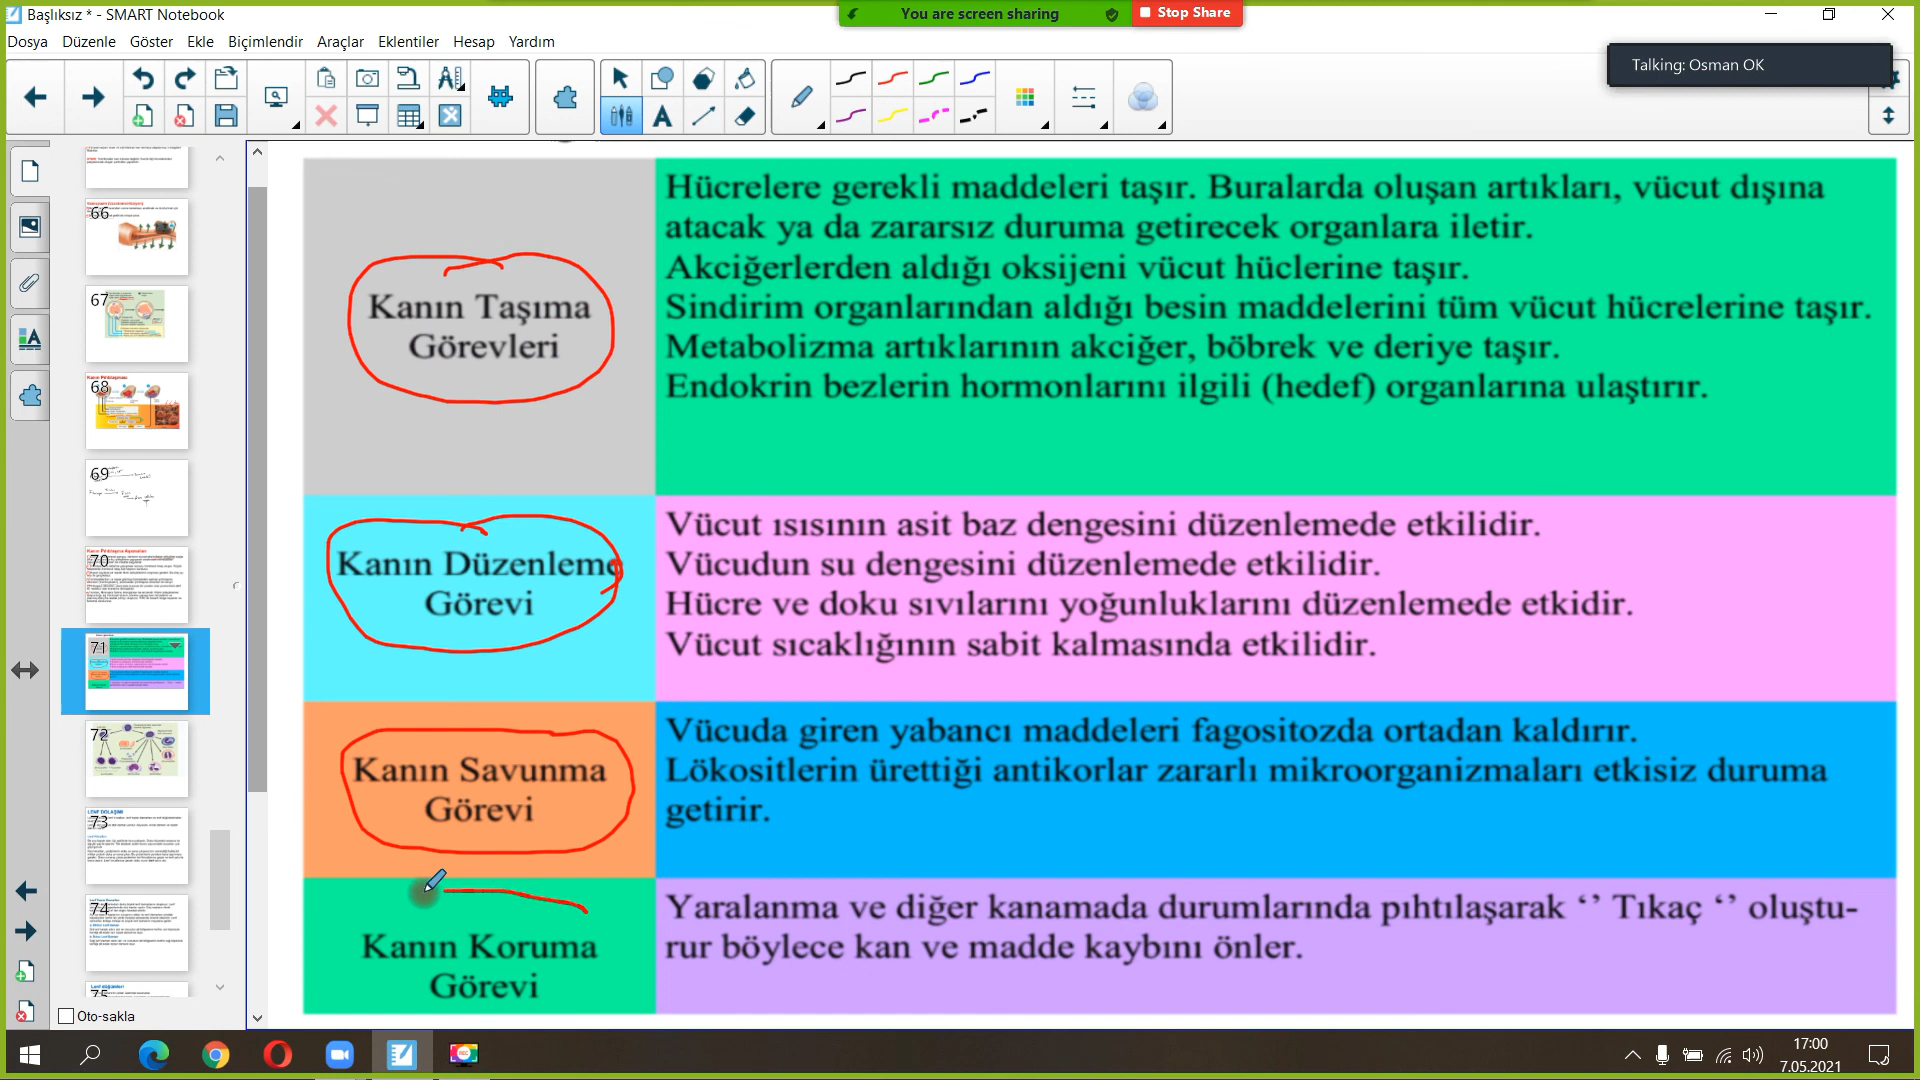 Başlıksız * - SMART Notebook
You are screen sharing
Stop Share
Dosya Düzenle Göster Ekle Biçimlendir Araçlar Eklentiler Hesap Yardım
Talking: Osman OK
66
67
68
69
70
71
72
73
74
75
Oto-sakla
Kanın Taşıma
Görevleri
Hücrelere gerekli maddeleri taşır. Buralarda oluşan artıkları, vücut dışına
atacak ya da zararsız duruma getirecek organlara iletir.
Akciğerlerden aldığı oksijeni vücut hüclerine taşır.
Sindirim organlarından aldığı besin maddelerini tüm vücut hücrelerine taşır.
Metabolizma artıklarının akciğer, böbrek ve deriye taşır.
Endokrin bezlerin hormonlarını ilgili (hedef) organlarına ulaştırır.
Kanın Düzenleme
Görevi
Vücut ısısının asit baz dengesini düzenlemede etkilidir.
Vücudun su dengesini düzenlemede etkilidir.
Hücre ve doku sıvılarını yoğunluklarını düzenlemede etkidir.
Vücut sıcaklığının sabit kalmasında etkilidir.
Kanın Savunma
Görevi
Vücuda giren yabancı maddeleri fagositozda ortadan kaldırır.
Lökositlerin ürettiği antikorlar zararlı mikroorganizmaları etkisiz duruma
getirir.
Kanın Koruma
Görevi
Yaralanma ve diğer kanamada durumlarında pıhtılaşarak ‘’ Tıkaç ‘’ oluştu-
rur böylece kan ve madde kaybını önler.
17:00
7.05.2021